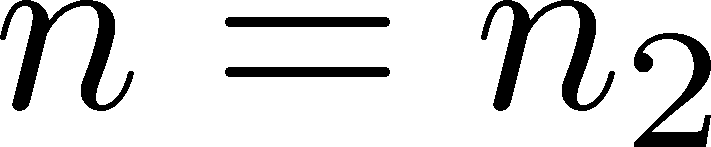 n = n₂